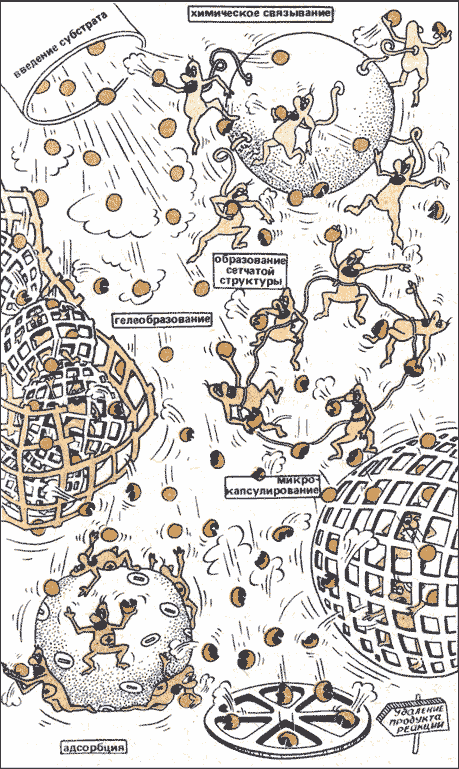 химическое связывание
введение субстрата
образование
сетчатой
структуры
гелеобразование
микро-
капсулирование
адсорбция
Удаление
продукта
реакции